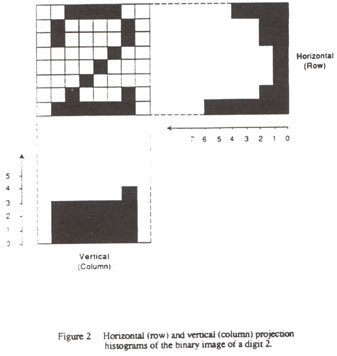 Horizontal
(Row)
7 6 5 4 3 2 1 0
5
4
3
2
1
0
Vertical
(Column)
Figure 2 Horizontal (row) and vertical (column) projection
histograms of the binary image of a digit 2.